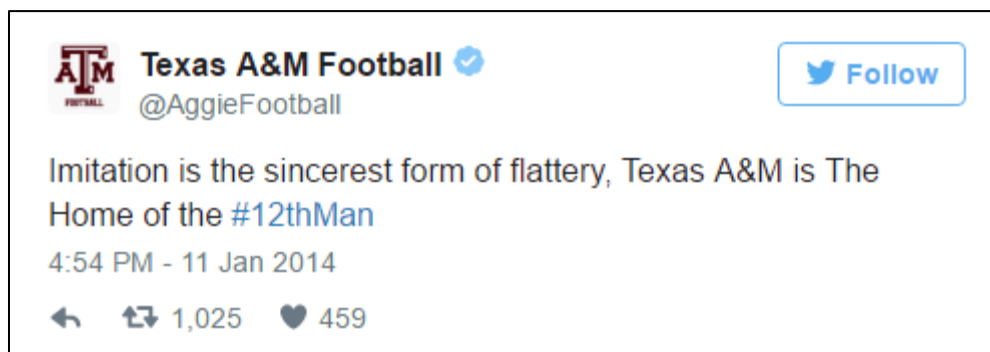 ATM
FOOTBALL
Texas A&M Football
@AggieFootball
Follow
Imitation is the sincerest form of flattery, Texas A&M is The
Home of the #12thMan
4:54 PM - 11 Jan 2014
1,025 459